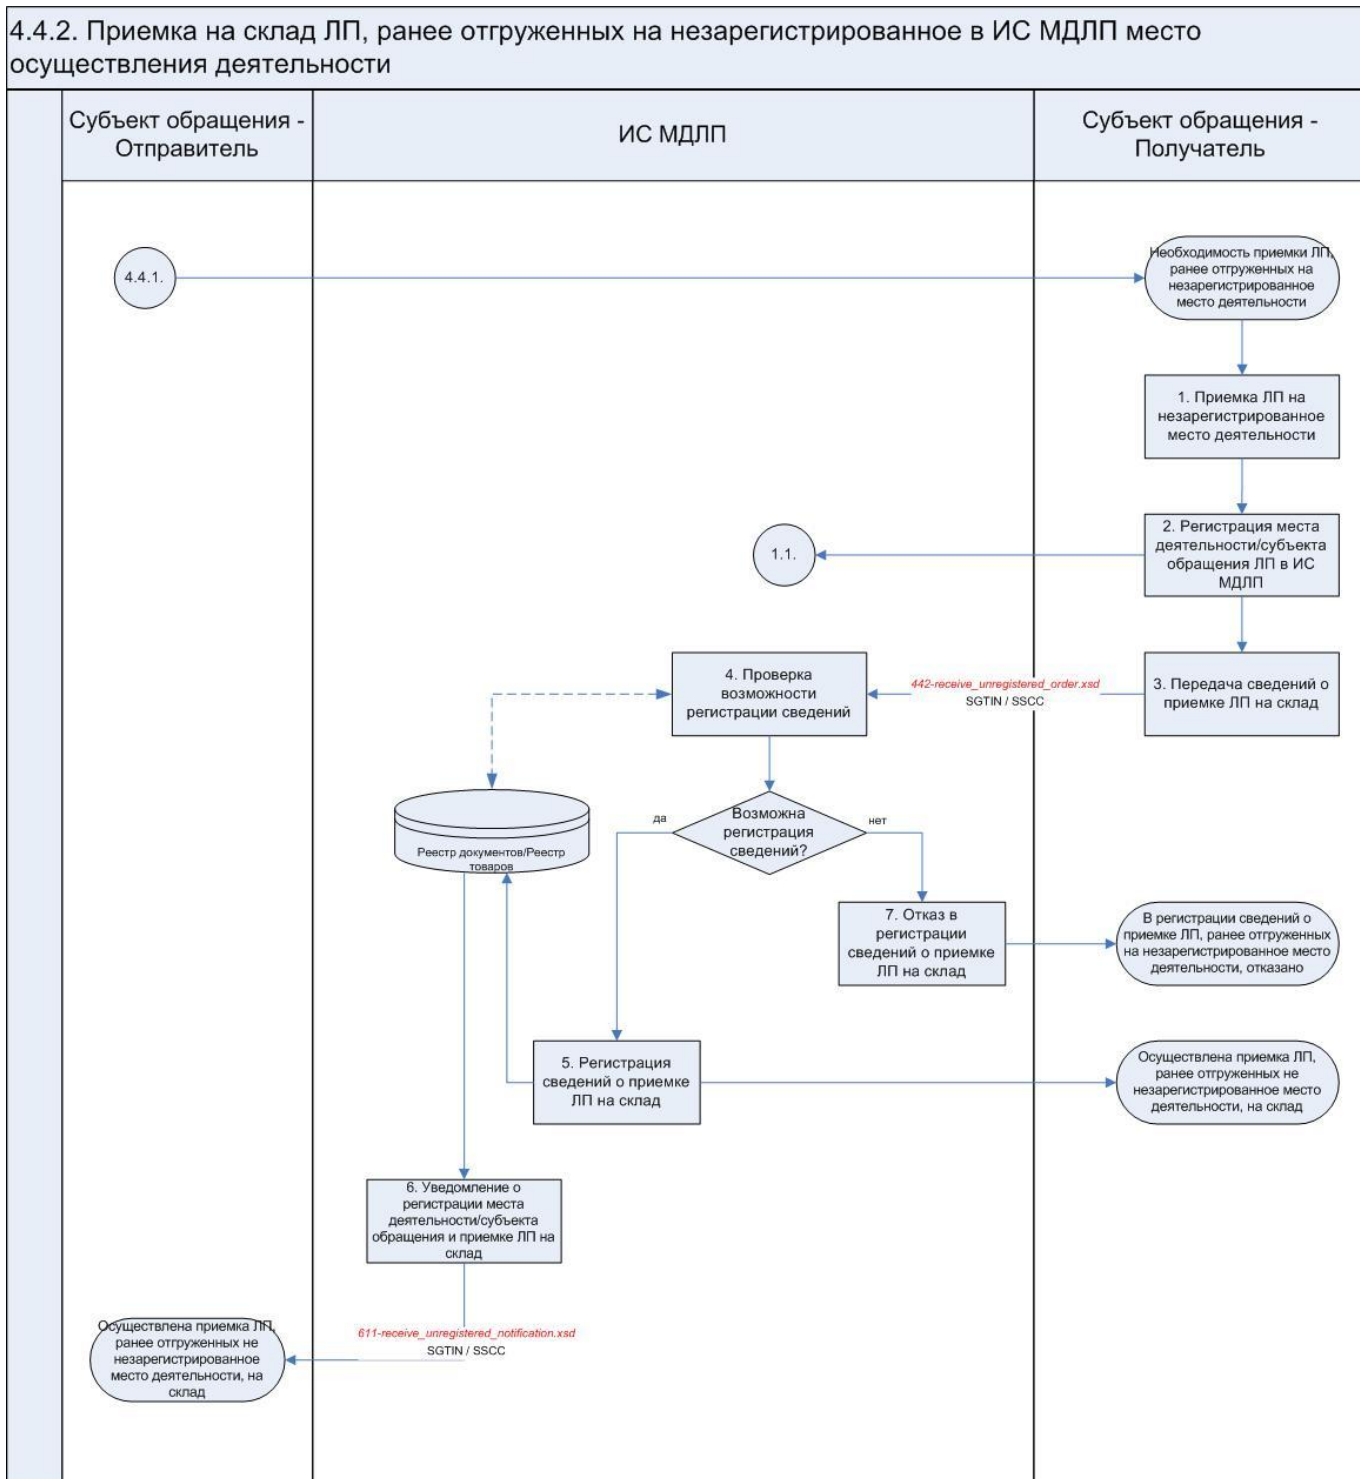 4.4.2. Приемка на склад ЛП, ранее отгруженных на незарегистрированное в ИС МДЛП место
осуществления деятельности
Субъект обращения -
Отправитель
ИС МДЛП
Субъект обращения -
Получатель
4.4.1.
Необходимость приемки ЛП,
ранее отгруженных на
незарегистрированное
место деятельности
1. Приемка ЛП на
незарегистрированное
место деятельности
2. Регистрация места
деятельности/субъекта
обращения ЛП в ИС
МДЛП
1.1.
3. Передача сведений о
приемке ЛП на склад
442-receive_unregistered_order.xsd
SGTIN / SSCC
4. Проверка
возможности
регистрации сведений
Реестр документов/Реестр
товаров
Возможна
регистрация
сведений?
да
нет
7. Отказ в
регистрации
сведений о приемке
ЛП на склад
В регистрации сведений о
приемке ЛП, ранее отгруженных
на незарегистрированное место
деятельности, отказано
5. Регистрация
сведений о приемке
ЛП на склад
Осуществлена приемка ЛП,
ранее отгруженных не
незарегистрированное место
деятельности, на склад
6. Уведомление о
регистрации места
деятельности/субъекта
обращения и приемке ЛП на
склад
611-receive_unregistered_notification.xsd
SGTIN / SSCC
Осуществлена приемка ЛП,
ранее отгруженных не
незарегистрированное
место деятельности, на
склад